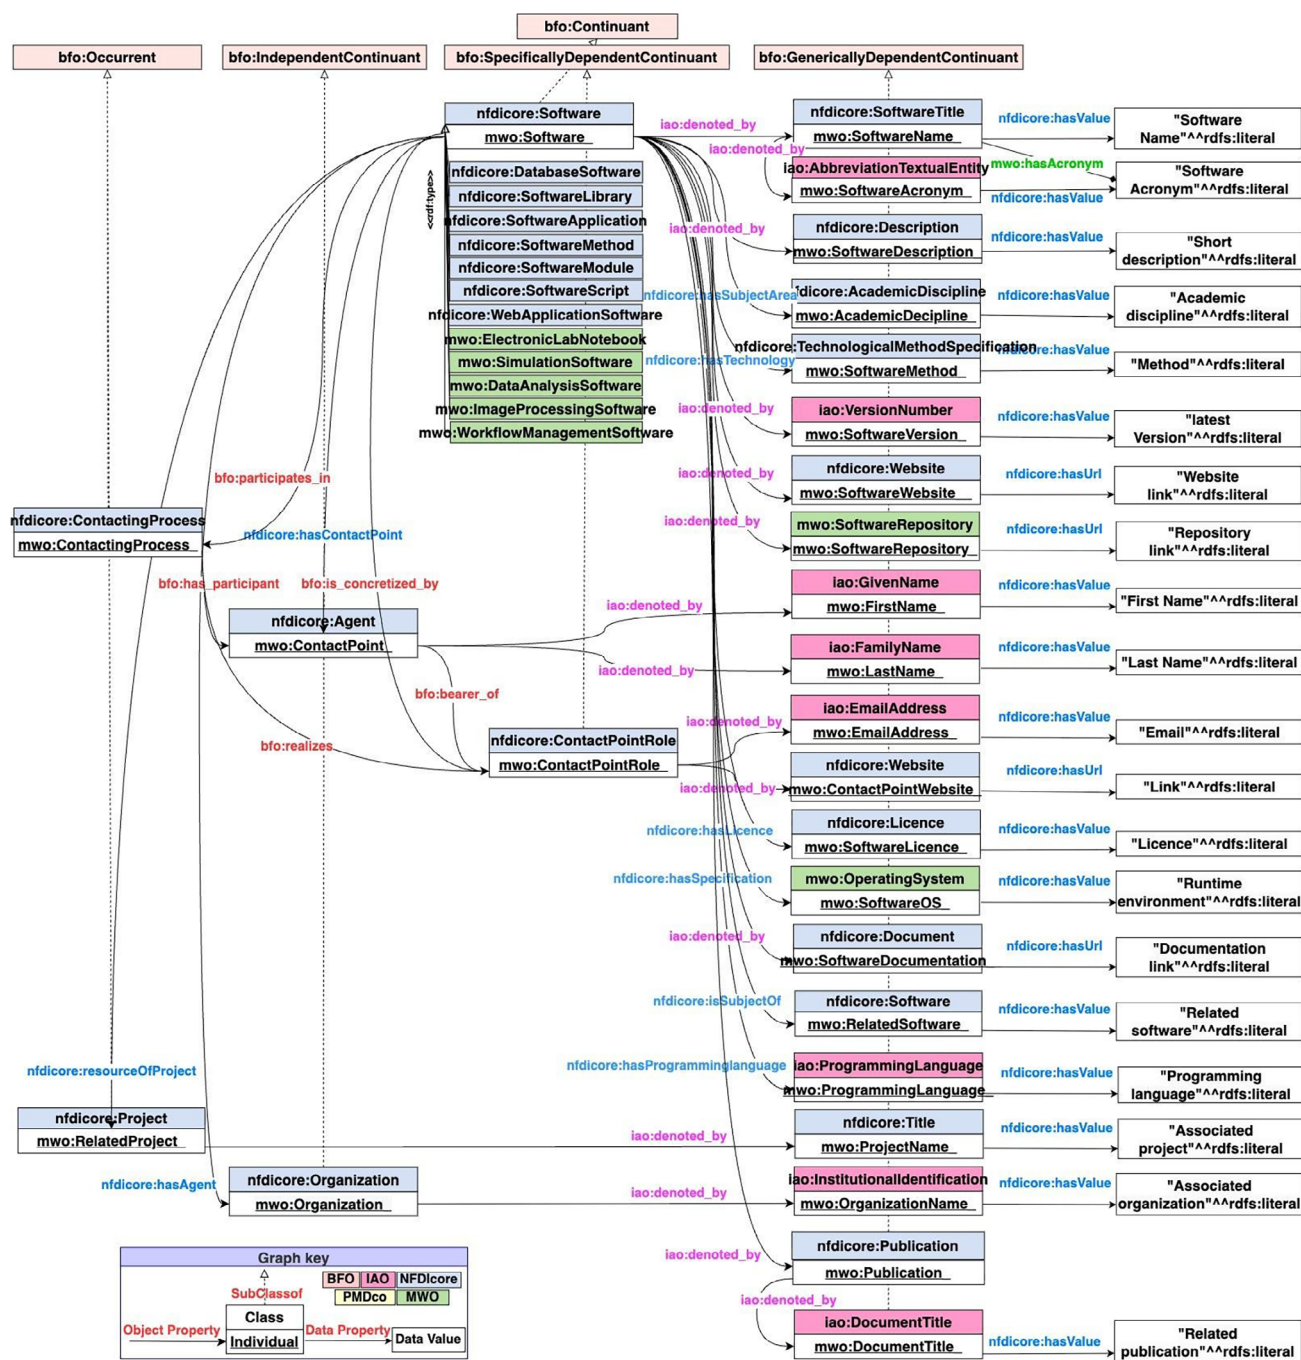 bfo:Continuant
bfo:Occurrent
bfo:IndependentContinuant
bfo:SpecificallyDependentContinuant
bfo:GenericallyDependentContinuant
nfdicore:Software
mwo:Software
<<rdf:type>>
nfdicore:DatabaseSoftware
nfdicore:SoftwareLibrary
nfdicore:SoftwareApplication
nfdicore:SoftwareMethod
nfdicore:SoftwareModule
nfdicore:SoftwareScript
nfdicore:WebApplicationSoftware
mwo:ElectronicLabNotebook
mwo:SimulationSoftware
mwo:DataAnalysisSoftware
mwo:ImageProcessingSoftware
mwo:WorkflowManagementSoftware
iao:denoted_by
nfdicore:SoftwareTitle
mwo:SoftwareName
nfdicore:hasValue
"Software
Name"^^rdfs:literal
iao:denoted_by
iao:AbbreviationTextualEntity
mwo:SoftwareAcronym
mwo:hasAcronym
nfdicore:hasValue
"Software
Acronym"^^rdfs:literal
iao:denoted_by
nfdicore:Description
mwo:SoftwareDescription
nfdicore:hasValue
"Short
description"^^rdfs:literal
nfdicore:hasSubjectArea
fdicore:AcademicDiscipline
mwo:AcademicDecipline
nfdicore:hasValue
"Academic
discipline"^^rdfs:literal
nfdicore:hasTechnology
nfdicore:TechnologicalMethodSpecification
mwo:SoftwareMethod
nfdicore:hasValue
"Method"^^rdfs:literal
iao:denoted_by
iao:VersionNumber
mwo:SoftwareVersion
nfdicore:hasValue
"latest
Version"^^rdfs:literal
iao:denoted_by
nfdicore:Website
mwo:SoftwareWebsite
nfdicore:hasUrl
"Website
link"^^rdfs:literal
iao:denoted_by
mwo:SoftwareRepository
mwo:SoftwareRepository
nfdicore:hasUrl
"Repository
link"^^rdfs:literal
bfo:participates_in
nfdicore:ContactingProcess
mwo:ContactingProcess
nfdicore:hasContactPoint
bfo:has_participant
bfo:is_concretized_by
nfdicore:Agent
mwo:ContactPoint
iao:denoted_by
iao:GivenName
mwo:FirstName
nfdicore:hasValue
"First Name"^^rdfs:literal
iao:denoted_by
iao:FamilyName
mwo:LastName
nfdicore:hasValue
"Last Name"^^rdfs:literal
bfo:bearer_of
bfo:realizes
nfdicore:ContactPointRole
mwo:ContactPointRole
iao:denoted_by
iao:EmailAddress
mwo:EmailAddress
nfdicore:hasValue
"Email"^^rdfs:literal
iao:denoted_by
nfdicore:Website
mwo:ContactPointWebsite
nfdicore:hasUrl
"Link"^^rdfs:literal
nfdicore:hasLicence
nfdicore:Licence
mwo:SoftwareLicence
nfdicore:hasValue
"Licence"^^rdfs:literal
nfdicore:hasSpecification
mwo:OperatingSystem
mwo:SoftwareOS
nfdicore:hasValue
"Runtime
environment"^^rdfs:literal
iao:denoted_by
nfdicore:Document
mwo:SoftwareDocumentation
nfdicore:hasUrl
"Documentation
link"^^rdfs:literal
nfdicore:isSubjectOf
nfdicore:Software
mwo:RelatedSoftware
nfdicore:hasValue
"Related
software"^^rdfs:literal
nfdicore:hasProgramminglanguage
iao:ProgrammingLanguage
mwo:ProgrammingLanguage
nfdicore:hasValue
"Programming
language"^^rdfs:literal
nfdicore:resourceOfProject
nfdicore:Project
mwo:RelatedProject
iao:denoted_by
nfdicore:Title
mwo:ProjectName
nfdicore:hasValue
"Associated
project"^^rdfs:literal
nfdicore:hasAgent
nfdicore:Organization
mwo:Organization
iao:denoted_by
iao:InstitutionalIdentification
mwo:OrganizationName
nfdicore:hasValue
"Associated
organization"^^rdfs:literal
iao:denoted_by
nfdicore:Publication
mwo:Publication
iao:denoted_by
iao:DocumentTitle
mwo:DocumentTitle
nfdicore:hasValue
"Related
publication"^^rdfs:literal
Graph key
BFO IAO NFDIcore
PMDco MWO
SubClassof
Class
Individual
Object Property
Data Property
Data Value